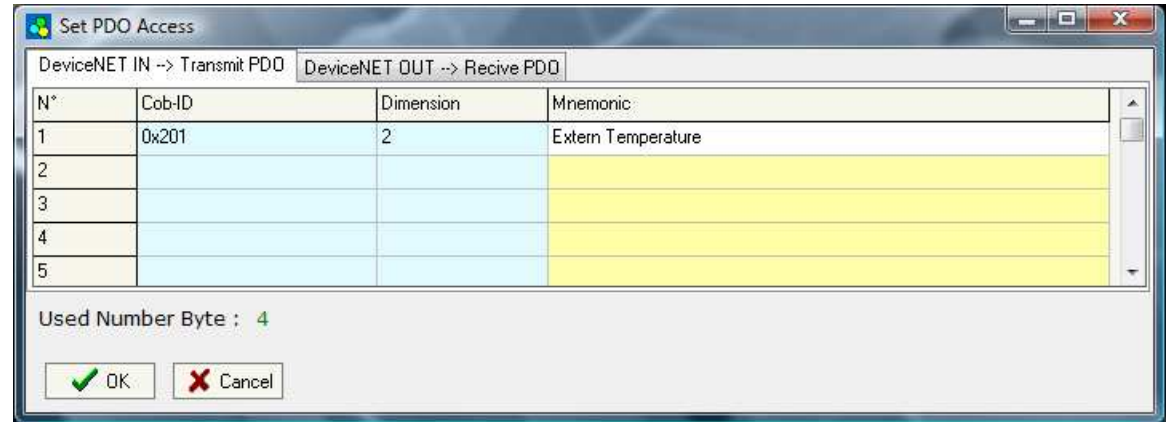 Set PDO Access
DeviceNET IN --> Transmit PDO DeviceNET OUT --> Recive PDO
N° Cob-ID Dimension Mnemonic
1 0x201 2 Extern Temperature
2
3
4
5
Used Number Byte : 4
OK Cancel